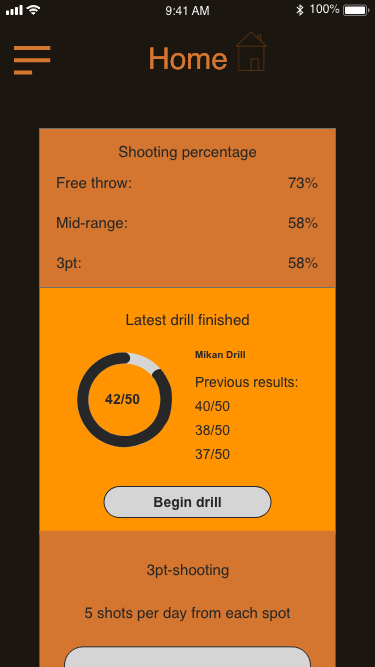 9:41 AM
100%
Home
Shooting percentage
Free throw: 73%
Mid-range: 58%
3pt: 58%
Latest drill finished
42/50
Mikan Drill
Previous results:
40/50
38/50
37/50
Begin drill
3pt-shooting
5 shots per day from each spot